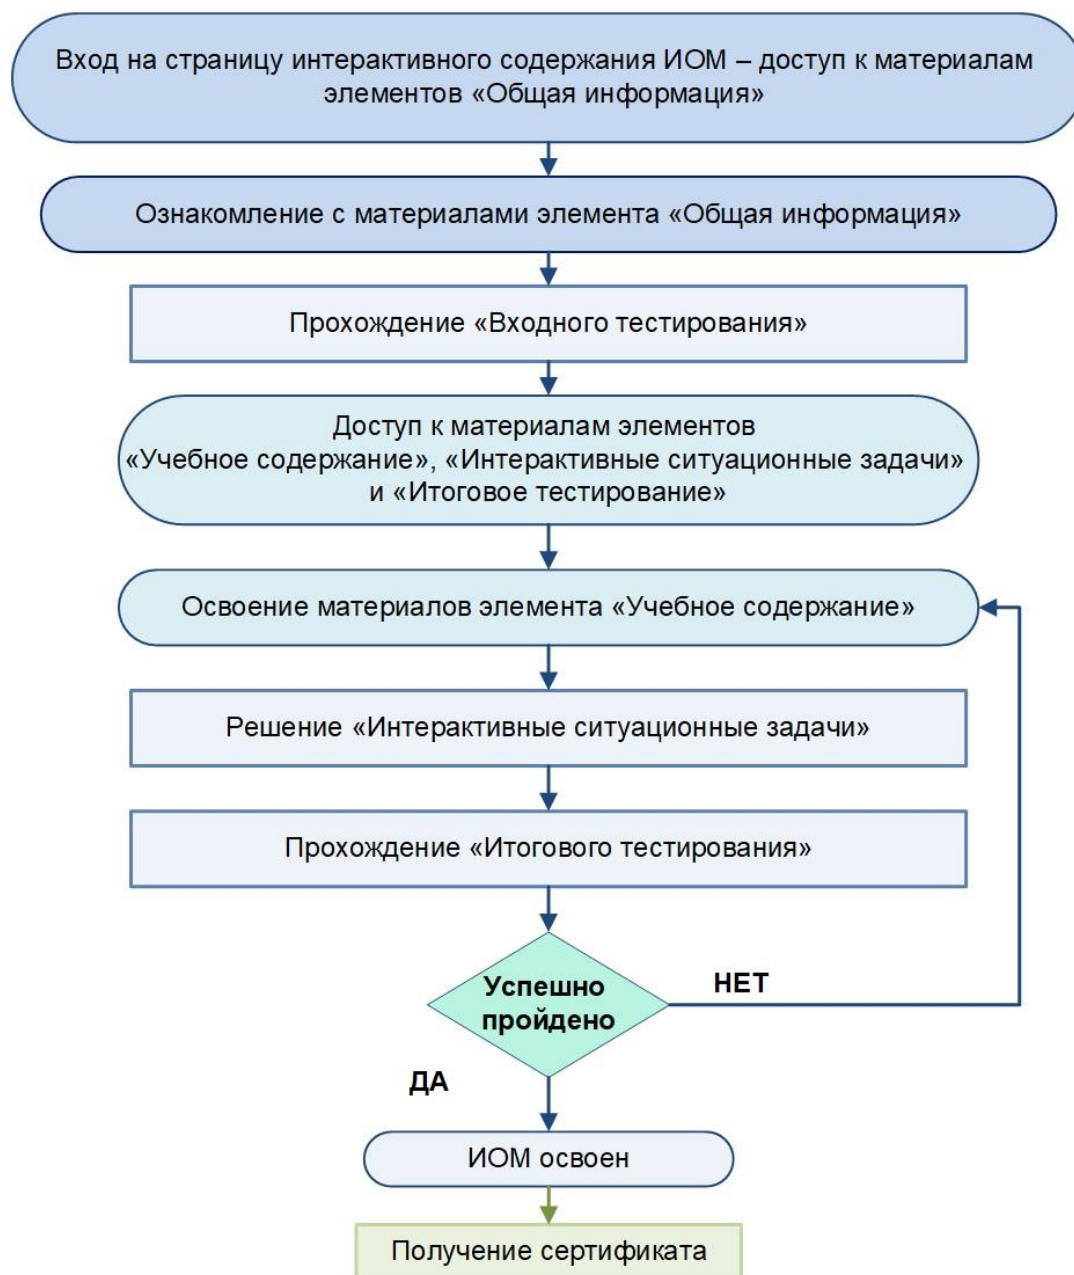 Вход на страницу интерактивного содержания ИОМ – доступ к материалам
элементов «Общая информация»
Ознакомление с материалами элемента «Общая информация»
Прохождение «Входного тестирования»
Доступ к материалам элементов
«Учебное содержание», «Интерактивные ситуационные задачи»
и «Итоговое тестирование»
Освоение материалов элемента «Учебное содержание»
Решение «Интерактивные ситуационные задачи»
Прохождение «Итогового тестирования»
Успешно
пройдено
НЕТ
ДА
ИОМ освоен
Получение сертификата